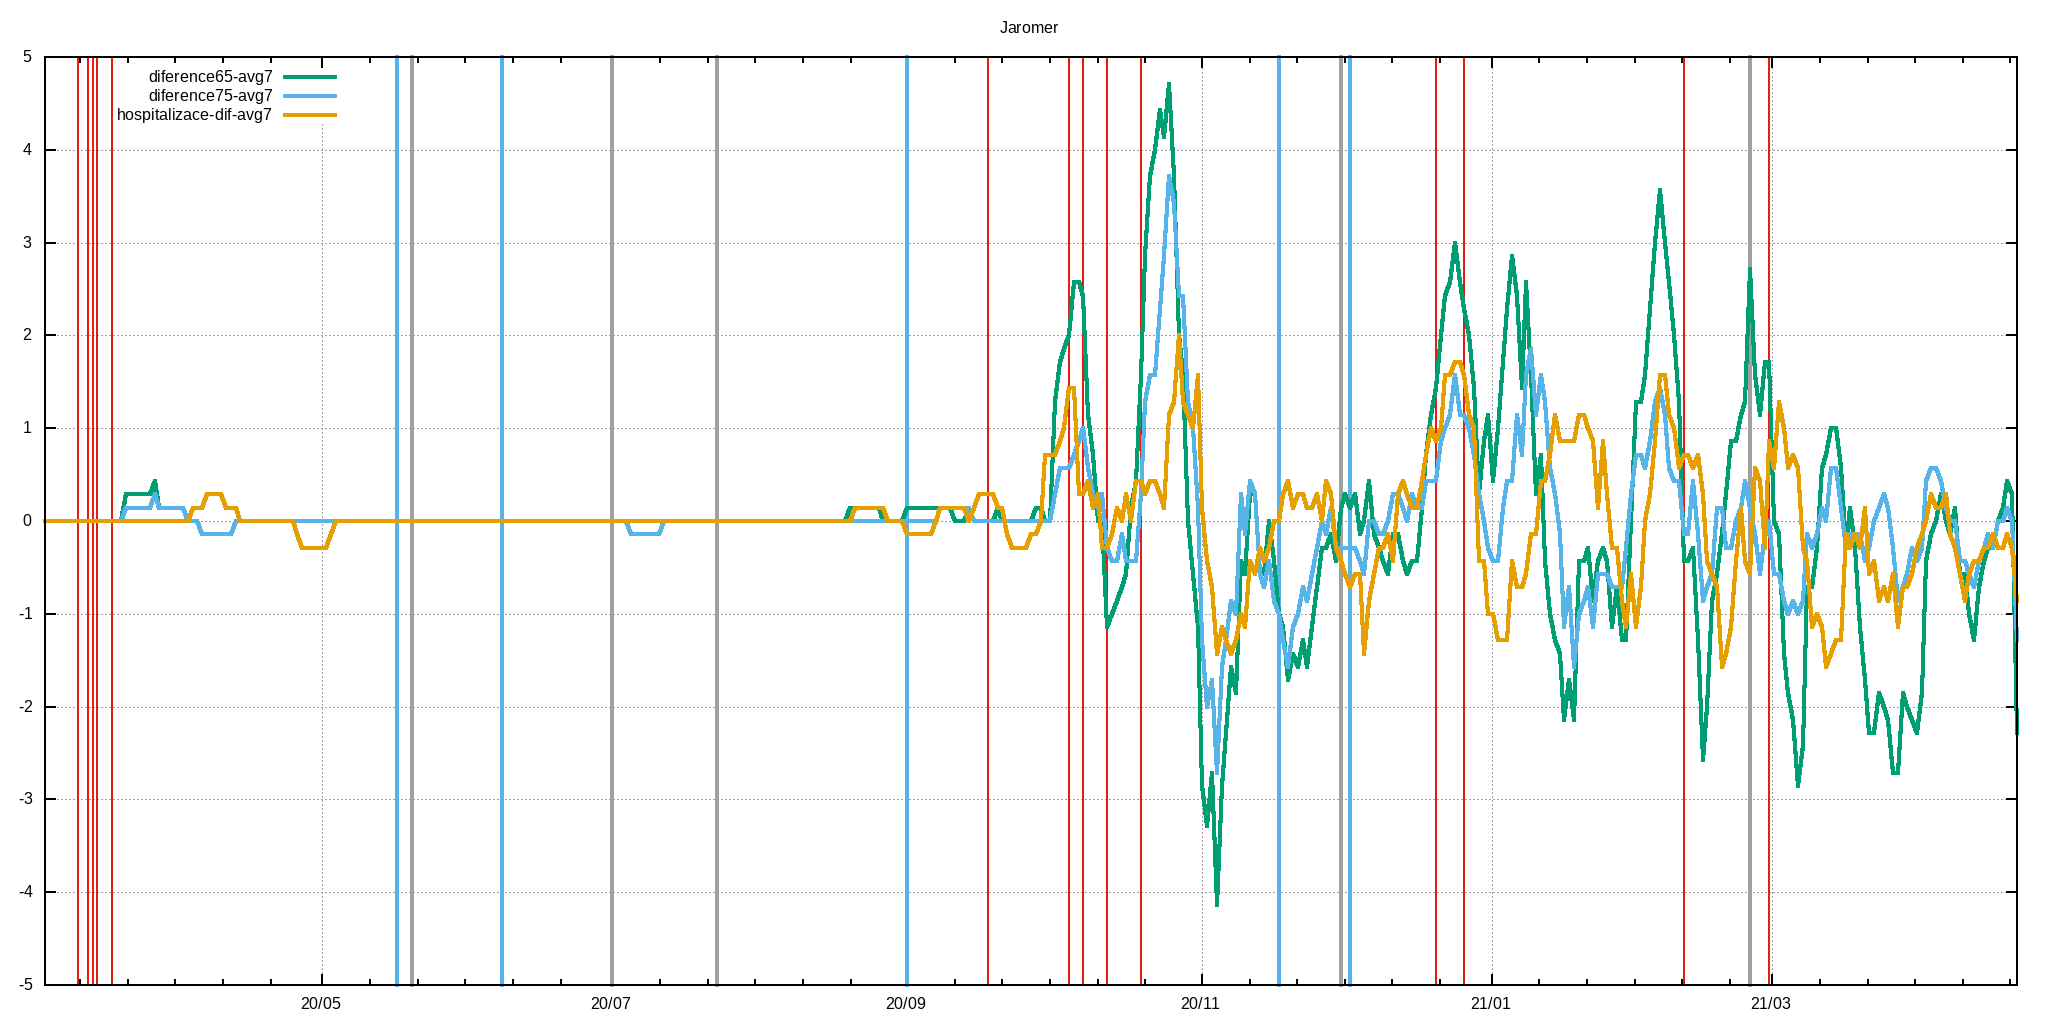 Jaromer
diference65-avg7
diference75-avg7
hospitalizace-dif-avg7
5
4
3
2
1
0
-1
-2
-3
-4
-5
20/05 20/07 20/09 20/11 21/01 21/03